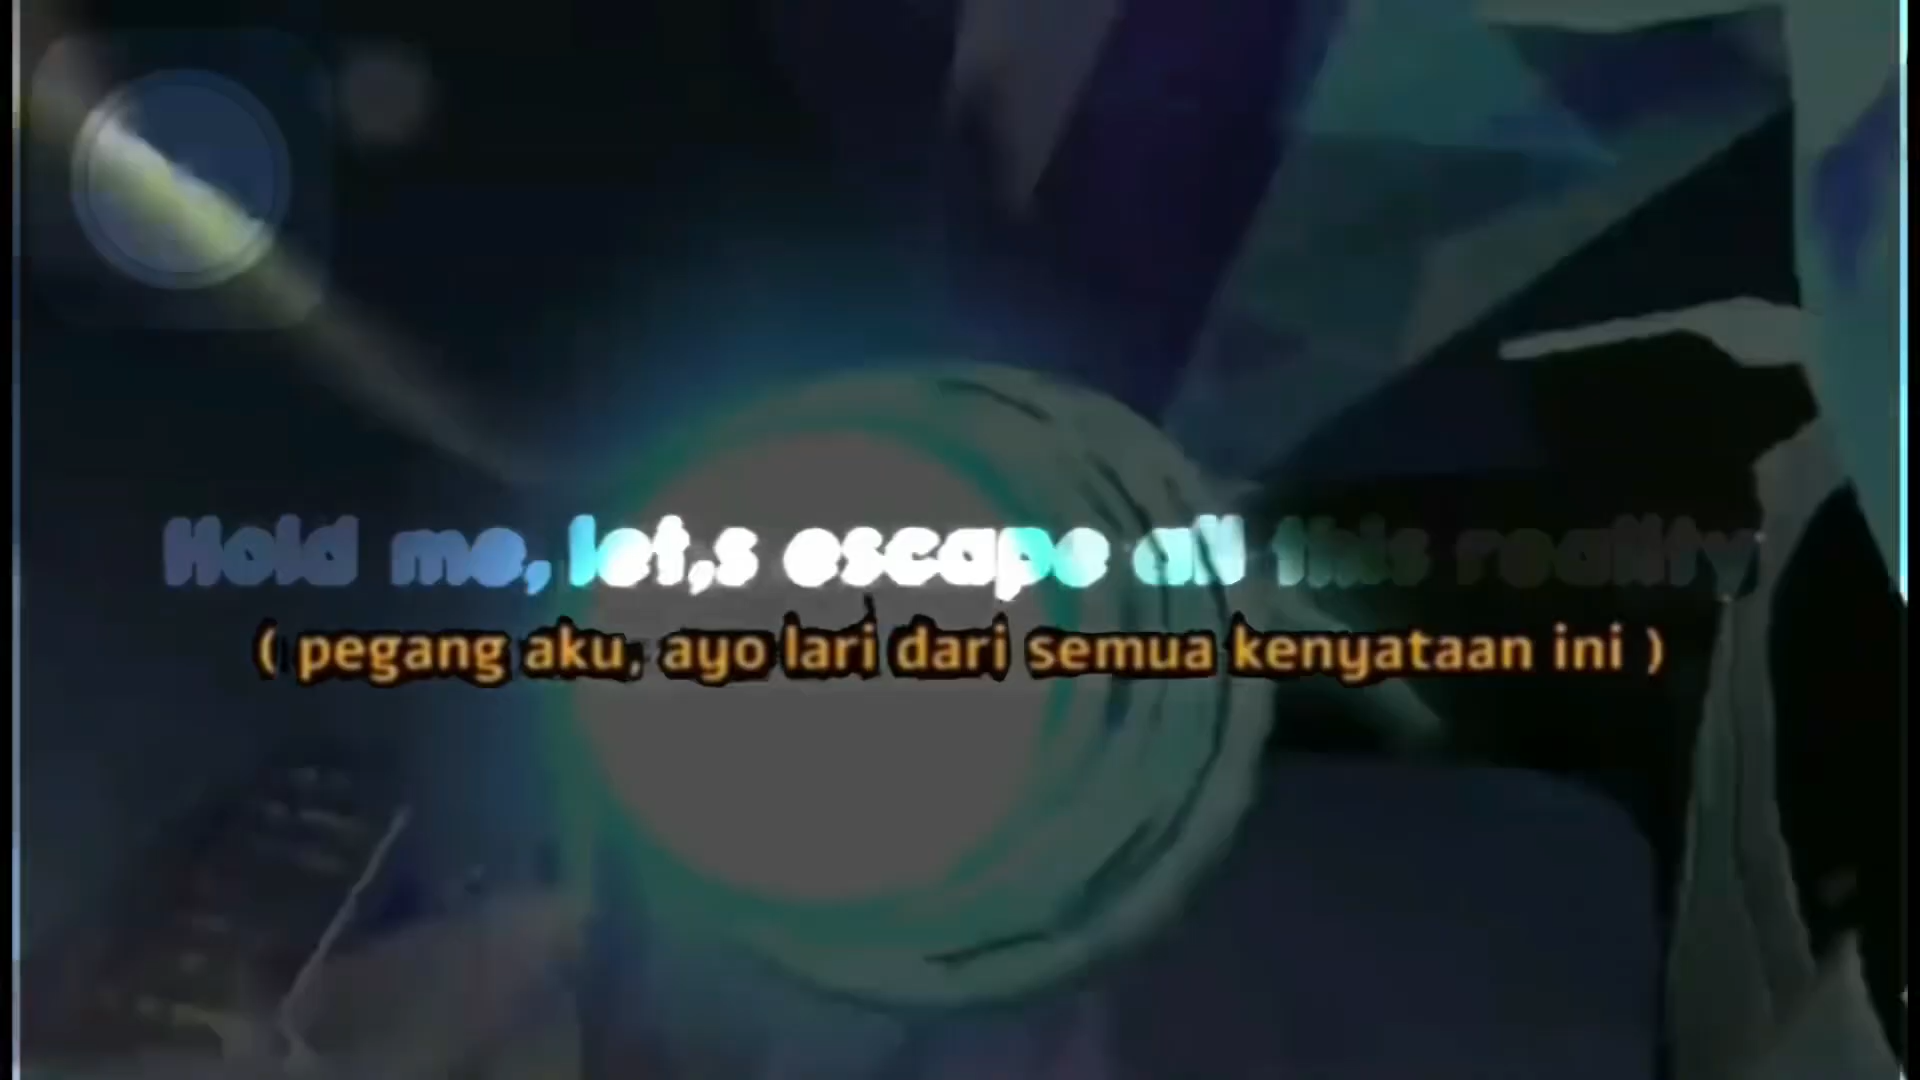 Hold me, let,s escape all this reality
( pegang aku, ayo lari dari semua kenyataan ini )